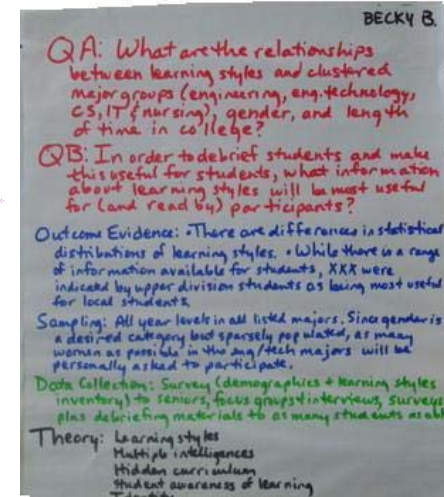 BECKY B.
QA: What are the relationships
between learning styles and clustered
major groups (engineering, eng. technology,
CS, IT & nursing), gender, and length
of time in college?
QB: In order to debrief students and make
this useful for students, what information
about learning styles will be most useful
for (and read by) participants?
Outcome Evidence: • There are differences in statistical
distributions of learning styles. • While there is a range
of information available for students, XXX were
indicated by upper division students as being most useful
for local students.
Sampling: All year levels in all listed majors. Since gender is
a desired category but sparsely populated, as many
women as possible in the eng/tech majors will be
personally asked to participate.
Data Collection: Survey (demographics + learning styles
inventory) to seniors, focus groups + interviews, surveys
plus debriefing materials to as many students as abl
Theory: Learning styles
Multiple intelligences
Hidden curriculum
Student awareness of learning
Identity